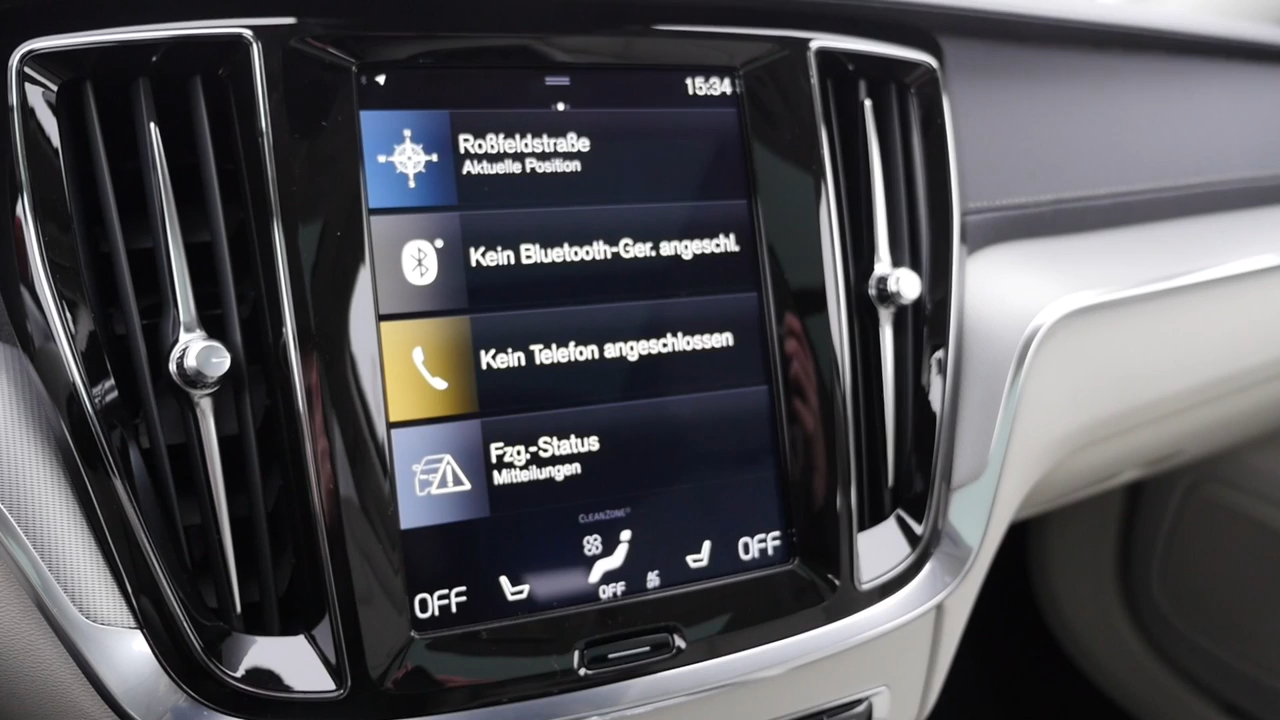 15:34
Roßfeldstraße
Aktuelle Position
Kein Bluetooth-Ger. angeschl.
Kein Telefon angeschlossen
Fzg.-Status
Mitteilungen
CLEANZONE®
OFF
OFF
OFF